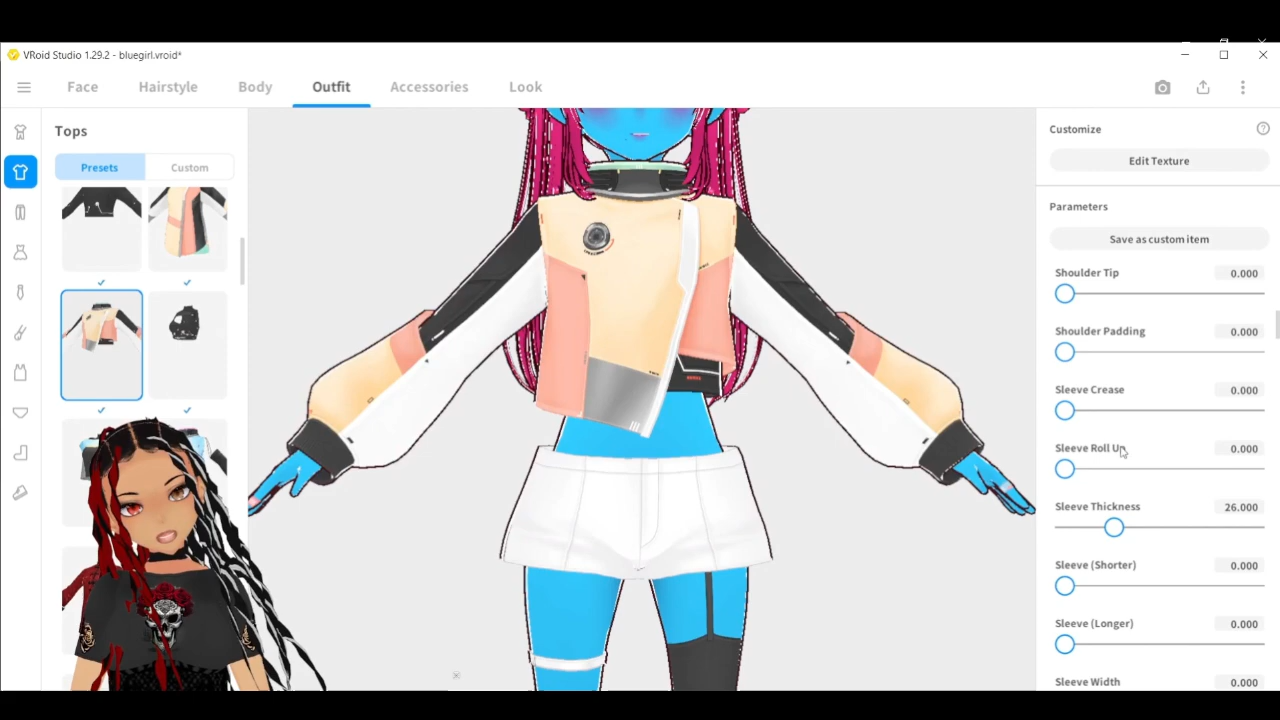 VRoid Studio 1.29.2 - bluegirl.vroid*
Face
Hairstyle
Body
Outfit
Accessories
Look
Tops
Presets
Custom
Customize
Edit Texture
Parameters
Save as custom item
Shoulder Tip 0.000
Shoulder Padding 0.000
Sleeve Crease 0.000
Sleeve Roll Up 0.000
Sleeve Thickness 26.000
Sleeve (Shorter) 0.000
Sleeve (Longer) 0.000
Sleeve Width 0.000